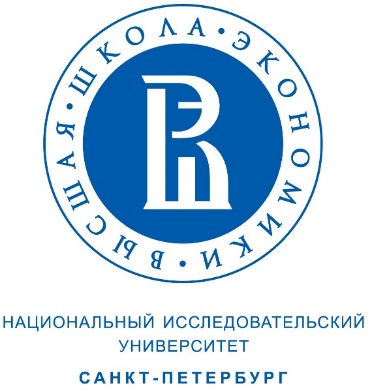 ВЫСШАЯ · ШКОЛА · ЭКОНОМИКИ ·
НАЦИОНАЛЬНЫЙ ИССЛЕДОВАТЕЛЬСКИЙ
УНИВЕРСИТЕТ
САНКТ-ПЕТЕРБУРГ